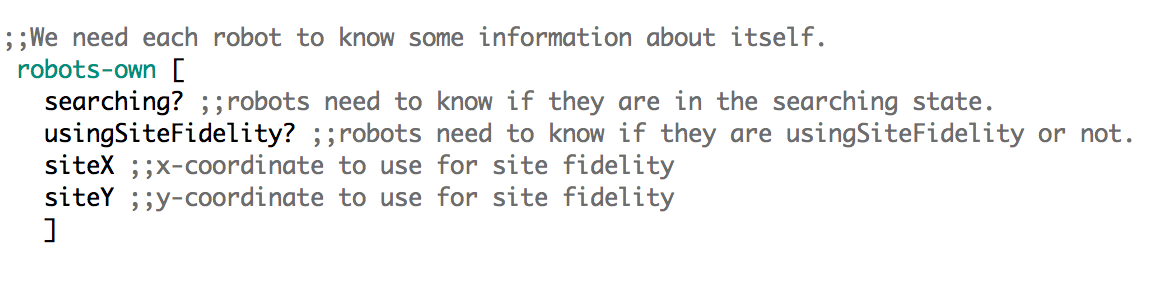 ;;We need each robot to know some information about itself.
robots-own [
searching? ;;robots need to know if they are in the searching state.
usingSiteFidelity? ;;robots need to know if they are usingSiteFidelity or not.
siteX ;;x-coordinate to use for site fidelity
siteY ;;y-coordinate to use for site fidelity
]